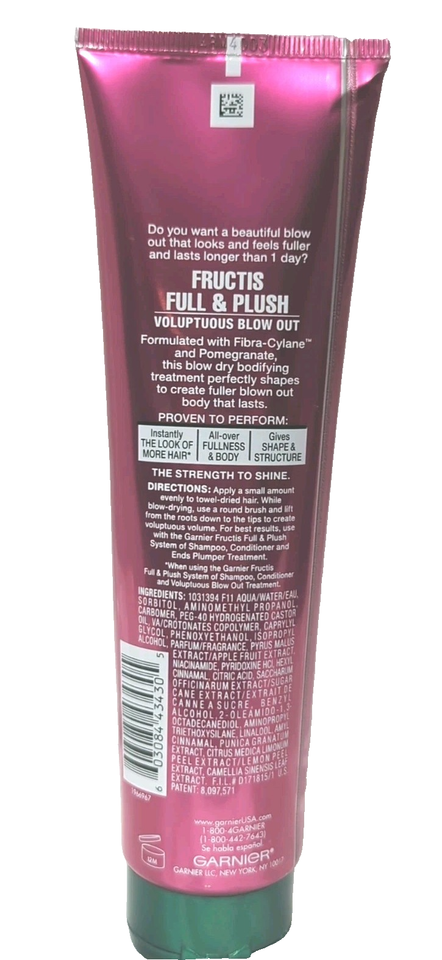 Do you want a beautiful blow
out that looks and feels fuller
and lasts longer than 1 day?
FRUCTIS
FULL & PLUSH
VOLUPTUOUS BLOW OUT
Formulated with Fibra-Cylane™
and Pomegranate,
this blow dry bodifying
treatment perfectly shapes
to create fuller blown out
body that lasts.
PROVEN TO PERFORM:
Instantly
THE LOOK OF
MORE HAIR*
All-over
FULLNESS
& BODY
Gives
SHAPE &
STRUCTURE
THE STRENGTH TO SHINE.
DIRECTIONS: Apply a small amount
evenly to towel-dried hair. While
blow-drying, use a round brush and lift
from the roots down to the tips to create
voluptuous volume. For best results, use
with the Garnier Fructis Full & Plush
System of Shampoo, Conditioner and
Ends Plumper Treatment.
*When using the Garnier Fructis
Full & Plush System of Shampoo, Conditioner
and Voluptuous Blow Out Treatment.
INGREDIENTS: 1031394 F11 AQUA/WATER/EAU,
SORBITOL, AMINOMETHYL PROPANOL,
CARBOMER, PEG-40 HYDROGENATED CASTOR
OIL, VA/CROTONATES COPOLYMER, CAPRYLYL
GLYCOL, PHENOXYETHANOL, ISOPROPYL
ALCOHOL, PARFUM/FRAGRANCE, PYRUS MALUS
EXTRACT/APPLE FRUIT EXTRACT,
NIACINAMIDE, PYRIDOXINE HCL, HEXYL
CINNAMAL, CITRIC ACID, SACCHARUM
OFFICINARUM EXTRACT/SUGAR
CANE EXTRACT/EXTRAIT DE
CANNE A SUCRE, BENZYL
ALCOHOL, 2-OLEAMIDO-1,3-
OCTADECANEDIOL, AMINOPROPYL
TRIETHOXYSILANE, LINALOOL, AMYL
CINNAMAL, PUNICA GRANATUM
EXTRACT, CITRUS MEDICA LIMONUM
PEEL EXTRACT/LEMON PEEL
EXTRACT, CAMELLIA SINENSIS LEAF
EXTRACT. F.I.L.# D171815/1 U.S.
PATENT: 8,097,571
6 03084 43430 5
1966967
www.garnierUSA.com
1-800-4GARNIER
(1-800-442-7643)
Se habla español.
12M
GARNIER®
GARNIER LLC, NEW YORK, NY 10017